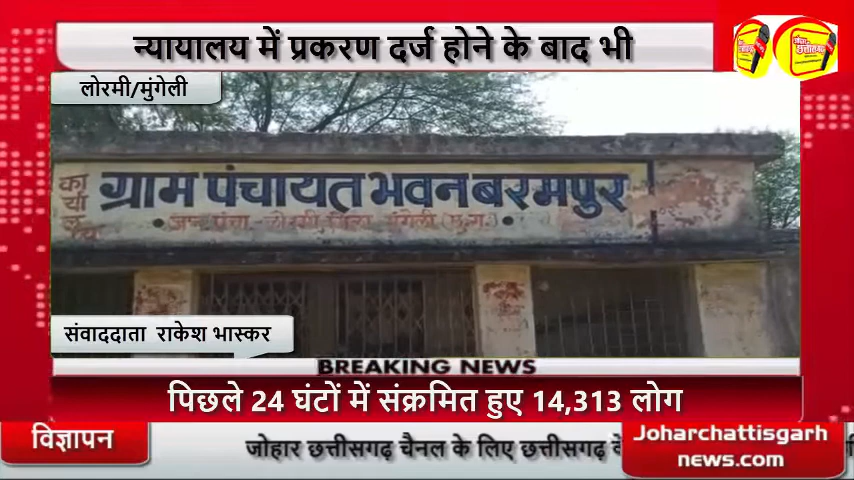 न्यायालय में प्रकरण दर्ज होने के बाद भी
लोरमी/मुंगेली
कार्यालय
ग्राम पंचायत भवन बरमपुर
संवाददाता राकेश भास्कर
BREAKING NEWS
पिछले 24 घंटों में संक्रमित हुए 14,313 लोग
विज्ञापन
जोहार छत्तीसगढ़ चैनल के लिए छत्तीसगढ़ के
Joharchattisgarh
news.com